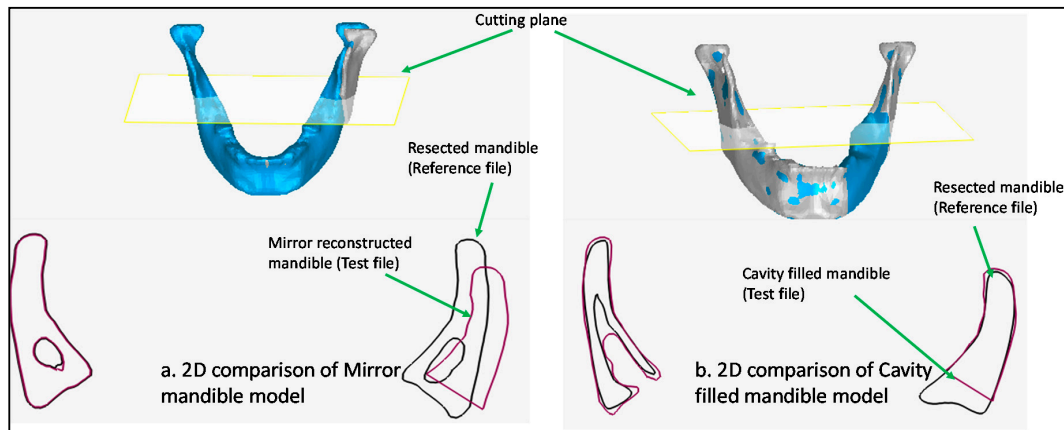 Cutting plane
Resected mandible
(Reference file)
Mirror reconstructed
mandible (Test file)
a. 2D comparison of Mirror
mandible model
Resected mandible
(Reference file)
Cavity filled mandible
(Test file)
b. 2D comparison of Cavity
filled mandible model